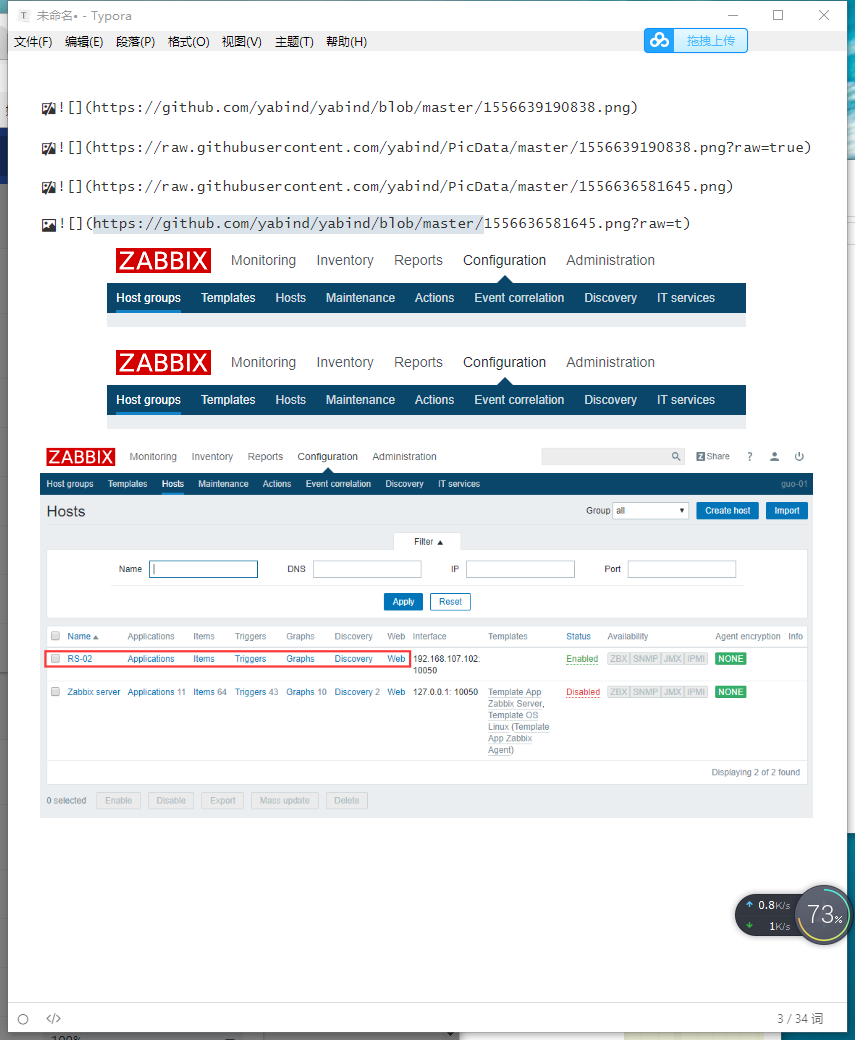 未命名• - Typora
文件(F) 编辑(E) 段落(P) 格式(O) 视图(V) 主题(T) 帮助(H)
拖拽上传
![](https://github.com/yabind/yabind/blob/master/1556639190838.png)
![](https://raw.githubusercontent.com/yabind/PicData/master/1556639190838.png?raw=true)
![](https://raw.githubusercontent.com/yabind/PicData/master/1556636581645.png)
![](https://github.com/yabind/yabind/blob/master/1556636581645.png?raw=t)
ZABBIX Monitoring Inventory Reports Configuration Administration
Host groups Templates Hosts Maintenance Actions Event correlation Discovery IT services
ZABBIX Monitoring Inventory Reports Configuration Administration
Host groups Templates Hosts Maintenance Actions Event correlation Discovery IT services
ZABBIX Monitoring Inventory Reports Configuration Administration Z Share ?
Host groups Templates Hosts Maintenance Actions Event correlation Discovery IT services guo-01
Hosts Group all Create host Import
Filter ▲
Name DNS IP Port
Apply Reset
Name ▲ Applications Items Triggers Graphs Discovery Web Interface Templates Status Availability Agent encryption Info
RS-02 Applications Items Triggers Graphs Discovery Web 192.168.107.102: Enabled ZBX SNMP JMX IPMI NONE
10050
Zabbix server Applications 11 Items 64 Triggers 43 Graphs 10 Discovery 2 Web 127.0.0.1: 10050 Template App Disabled ZBX SNMP JMX IPMI NONE
Zabbix Server,
Template OS
Linux (Template
App Zabbix
Agent)
Displaying 2 of 2 found
0 selected Enable Disable Export Mass update Delete
0.8K/s
1K/s
73%
3 / 34 词
100%